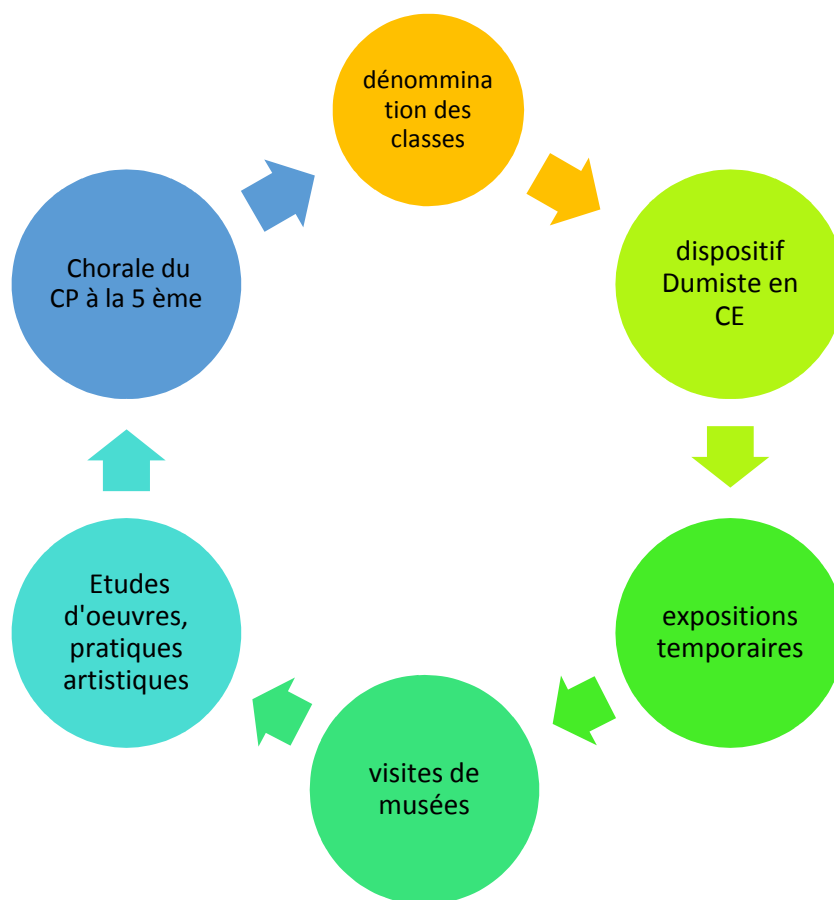 dénommina
tion des
classes
dispositif
Dumiste en
CE
expositions
temporaires
visites de
musées
Etudes
d'oeuvres,
pratiques
artistiques
Chorale du
CP à la 5 ème